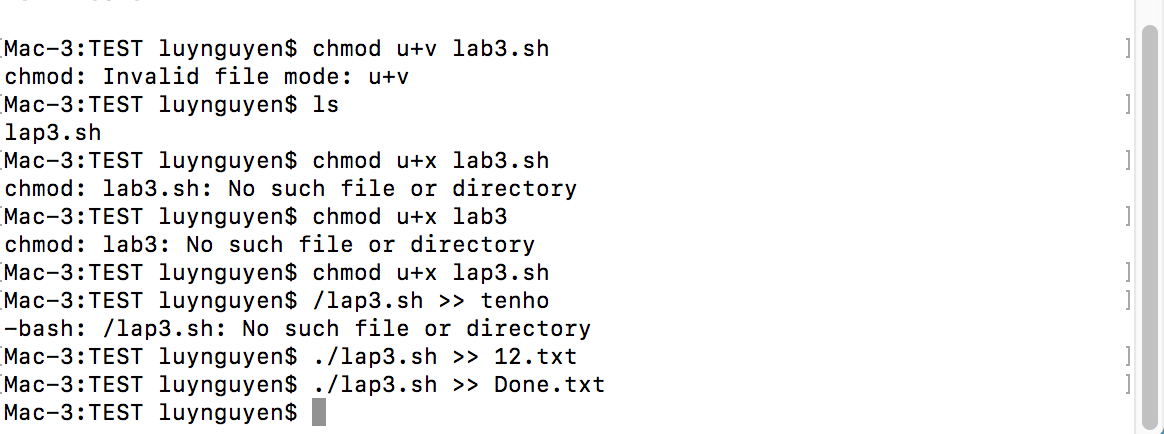 Mac-3:TEST luynguyen$ chmod u+v lab3.sh
chmod: Invalid file mode: u+v
Mac-3:TEST luynguyen$ ls
lap3.sh
Mac-3:TEST luynguyen$ chmod u+x lab3.sh
chmod: lab3.sh: No such file or directory
Mac-3:TEST luynguyen$ chmod u+x lab3
chmod: lab3: No such file or directory
Mac-3:TEST luynguyen$ chmod u+x lap3.sh
Mac-3:TEST luynguyen$ /lap3.sh >> tenho
-bash: /lap3.sh: No such file or directory
Mac-3:TEST luynguyen$ ./lap3.sh >> 12.txt
Mac-3:TEST luynguyen$ ./lap3.sh >> Done.txt
Mac-3:TEST luynguyen$